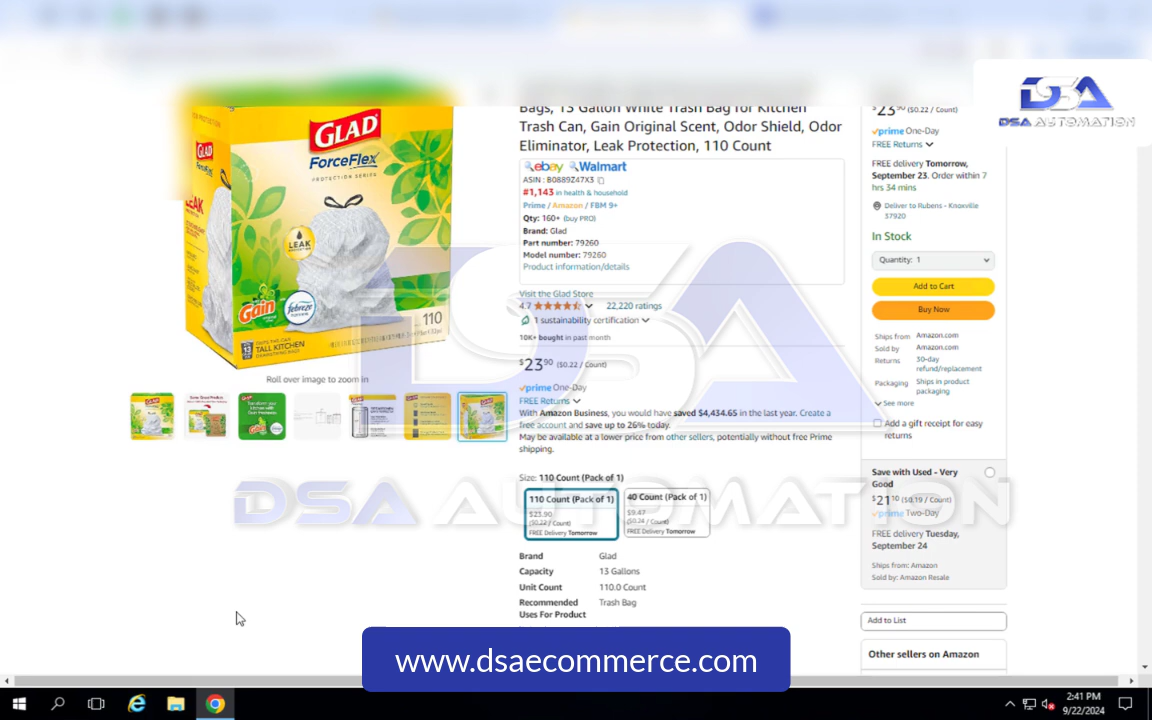 Bags, 13 Gallon White Trash Bag for Kitchen
Trash Can, Gain Original Scent, Odor Shield, Odor
Eliminator, Leak Protection, 110 Count
ebay Walmart
ASIN : B0889Z47X3
#1,143 in health & household
Prime / Amazon / FBM 9+
Qty: 160+ (buy PRO)
Brand: Glad
Part number: 79260
Model number: 79260
Product information/details
Visit the Glad Store
4.7 22,220 ratings
1 sustainability certification
10K+ bought in past month
$23 90 ($0.22 / Count)
prime One-Day
FREE Returns
With Amazon Business, you would have saved $4,434.65 in the last year. Create a
free account and save up to 26% today.
May be available at a lower price from other sellers, potentially without free Prime
shipping.
Size: 110 Count (Pack of 1)
110 Count (Pack of 1)
$23.90
($0.22 / Count)
FREE Delivery Tomorrow
40 Count (Pack of 1)
$9.47
($0.24 / Count)
FREE Delivery Tomorrow
Brand Glad
Capacity 13 Gallons
Unit Count 110.0 Count
Recommended Trash Bag
Uses For Product
GLAD
ForceFlex
PROTECTION SERIES
GLAD
LEAK
LEAK
Gain
febreze
110
TALL KITCHEN
Roll over image to zoom in
$23 90 ($0.22 / Count)
prime One-Day
FREE Returns
FREE delivery Tomorrow,
September 23. Order within 7
hrs 34 mins
Deliver to Rubens - Knoxville
37920
In Stock
Quantity: 1
Add to Cart
Buy Now
Ships from Amazon.com
Sold by Amazon.com
Returns 30-day
refund/replacement
Packaging Ships in product
packaging
See more
Add a gift receipt for easy
returns
Save with Used - Very
Good
$21 10 ($0.19 / Count)
prime Two-Day
FREE delivery Tuesday,
September 24
Ships from: Amazon
Sold by: Amazon Resale
Add to List
Other sellers on Amazon
DSA
DSA AUTOMATION
DSA
DSA AUTOMATION
www.dsaecommerce.com
2:41 PM
9/22/2024